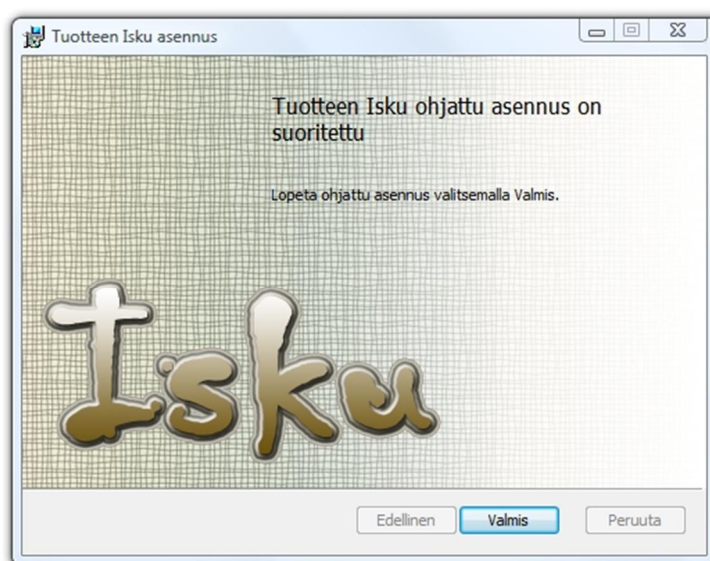 Tuotteen Isku asennus
Tuotteen Isku ohjattu asennus on
suoritettu
Lopeta ohjattu asennus valitsemalla Valmis.
Isku
Edellinen
Valmis
Peruuta